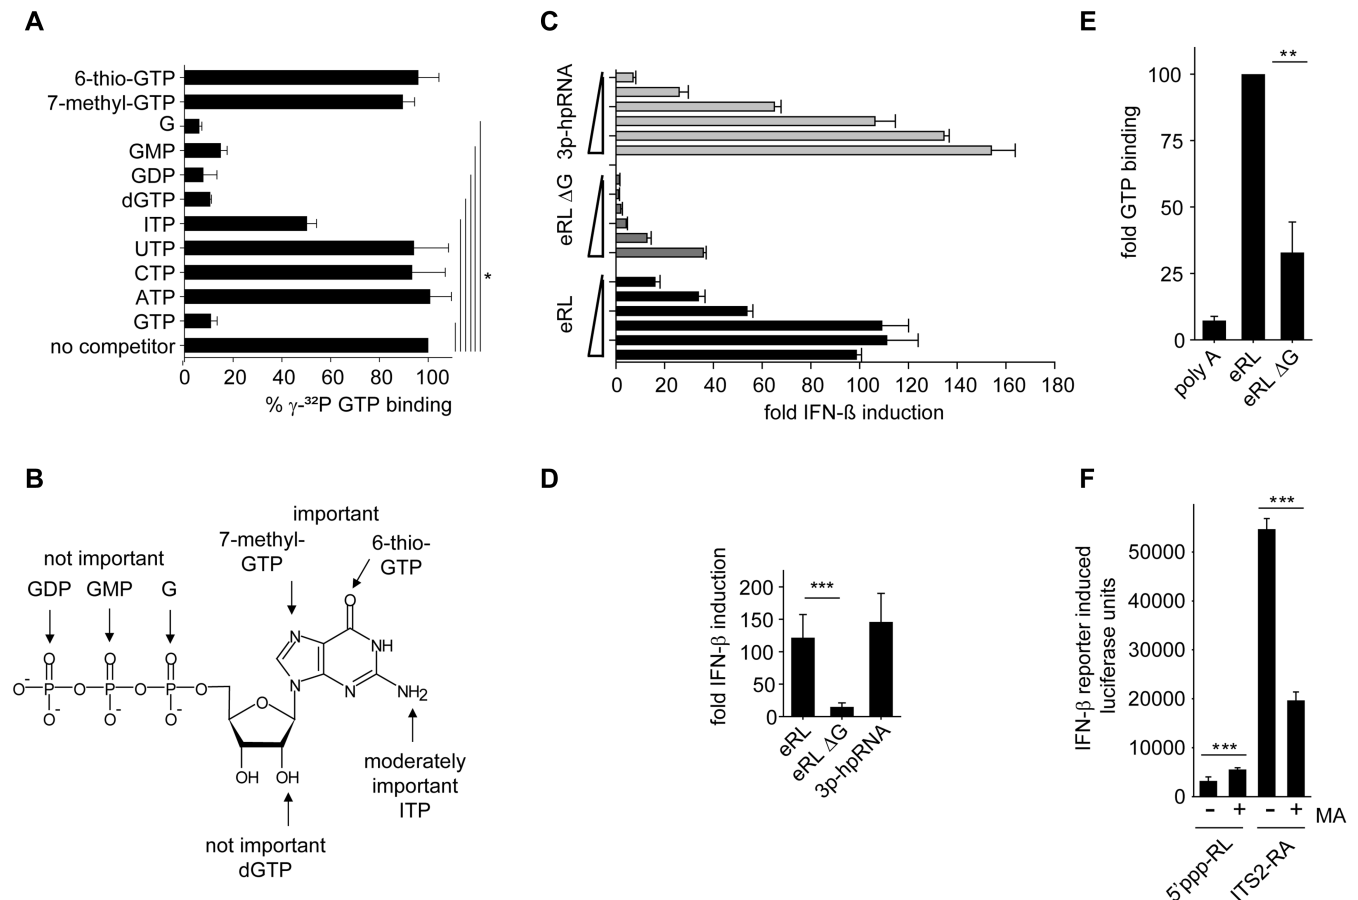 A
6-thio-GTP
7-methyl-GTP
G
GMP
GDP
dGTP
ITP
UTP
CTP
ATP
GTP
no competitor
*
0 20 40 60 80 100
% γ-³²P GTP binding
B
important
7-methyl-
GTP
6-thio-
GTP
not important
GDP GMP G
O
N
NH
N
N
NH2
O O O
O- P O P O P O
O- O- O-
O
OH OH
moderately
important
ITP
not important
dGTP
C
3p-hpRNA
eRL ΔG
eRL
0 20 40 60 80 100 120 140 160 180
fold IFN-ß induction
D
fold IFN-β induction
200
150
100
50
0
***
eRL
eRL ΔG
3p-hpRNA
E
fold GTP binding
100
75
50
25
0
**
poly A
eRL
eRL ΔG
F
IFN-β reporter induced
luciferase units
50000
40000
30000
20000
10000
0
***
***
- + - + MA
5'ppp-RL
ITS2-RA